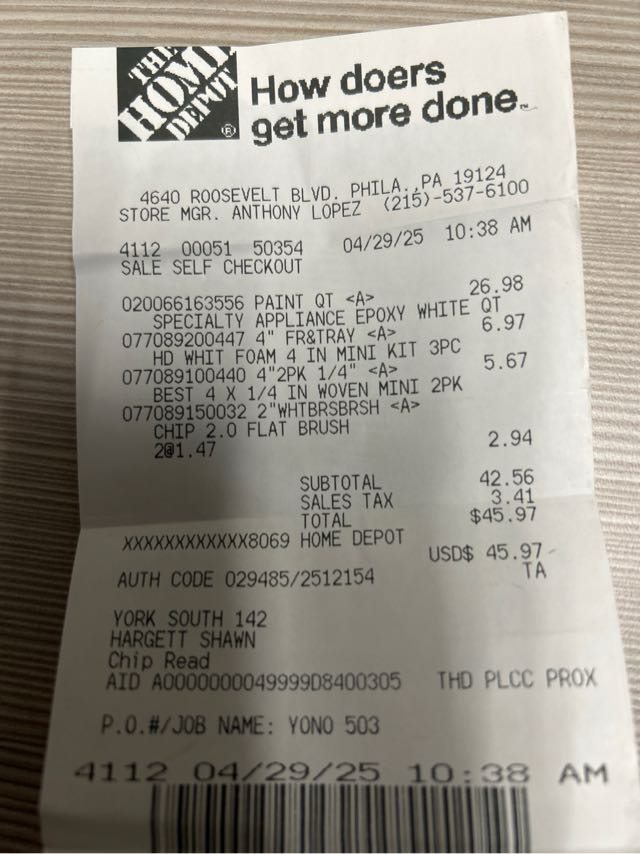 THE
HOME
DEPOT
®
How doers
get more done™
4640 ROOSEVELT BLVD. PHILA., PA 19124
STORE MGR. ANTHONY LOPEZ (215)-537-6100
4112 00051 50354 04/29/25 10:38 AM
SALE SELF CHECKOUT
020066163556 PAINT QT <A> 26.98
SPECIALTY APPLIANCE EPOXY WHITE QT
077089200447 4" FR&TRAY <A> 6.97
HD WHIT FOAM 4 IN MINI KIT 3PC
077089100440 4"2PK 1/4" <A> 5.67
BEST 4 X 1/4 IN WOVEN MINI 2PK
077089150032 2"WHTBRSBRSH <A>
CHIP 2.0 FLAT BRUSH
2@1.47 2.94
SUBTOTAL 42.56
SALES TAX 3.41
TOTAL $45.97
XXXXXXXXXXXX8069 HOME DEPOT
USD$ 45.97
AUTH CODE 029485/2512154 TA
YORK SOUTH 142
HARGETT SHAWN
Chip Read
AID A0000000049999D8400305 THD PLCC PROX
P.O.#/JOB NAME: YONO 503
4112 04/29/25 10:38 AM